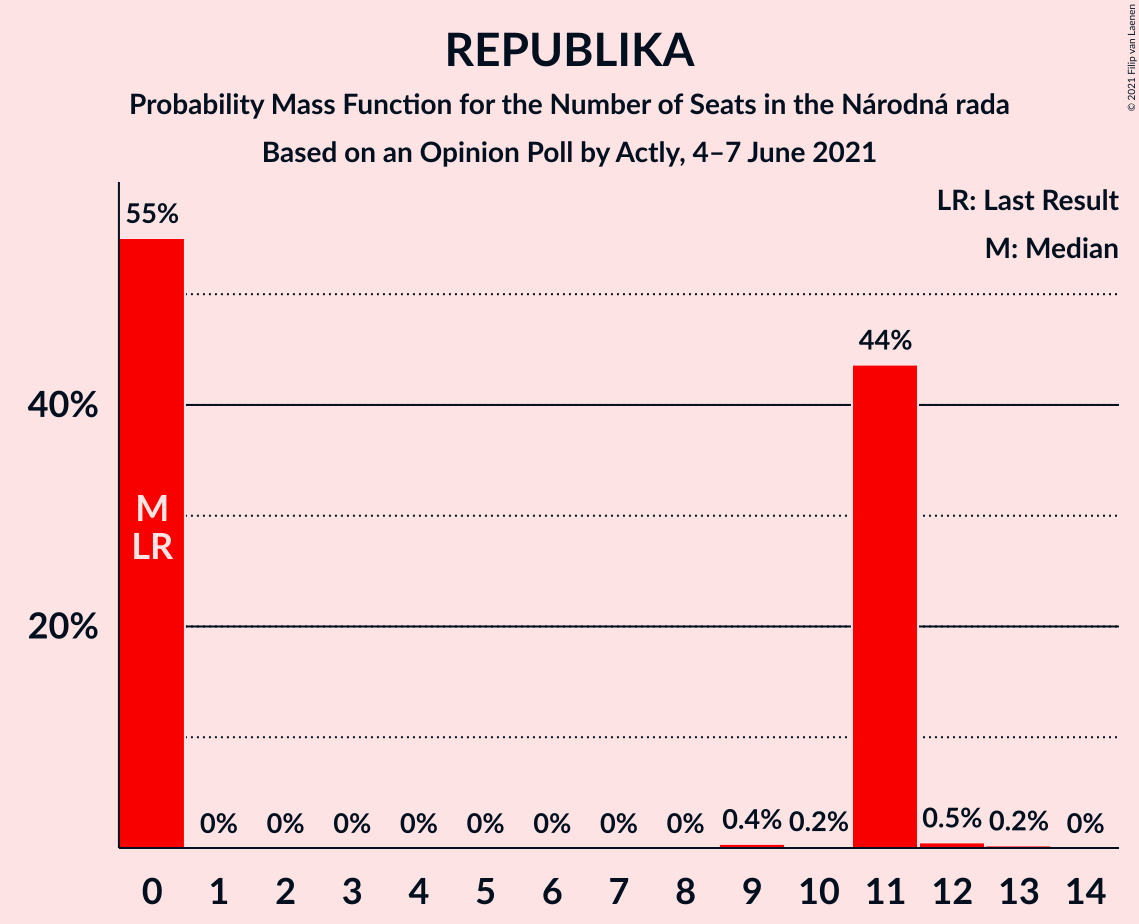 REPUBLIKA
Probability Mass Function for the Number of Seats in the Národná rada
Based on an Opinion Poll by Actly, 4–7 June 2021
© 2021 Filip van Laenen
LR: Last Result
M: Median
55%
44%
40%
M
LR
20%
0% 0% 0% 0% 0% 0% 0% 0% 0.4% 0.2% 0.5% 0.2% 0%
0 1 2 3 4 5 6 7 8 9 10 11 12 13 14